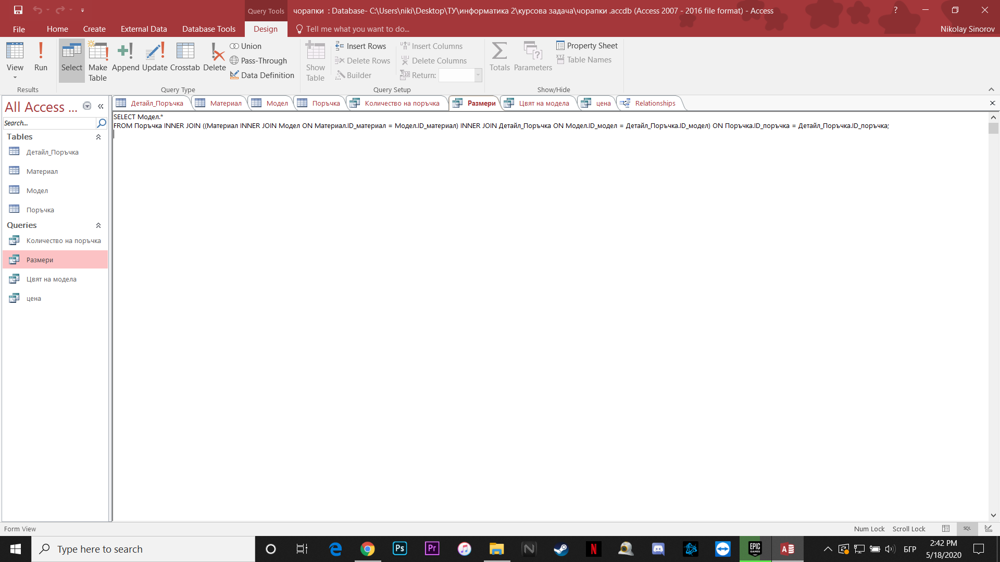 Query Tools
чорапки : Database- C:\Users\niki\Desktop\ТУ\информатика 2\курсова задача\чорапки .accdb (Access 2007 - 2016 file format) - Access
?
File
Home
Create
External Data
Database Tools
Design
Tell me what you want to do...
Nikolay Sinorov
View
Run
Select
Make Table
Append
Update
Crosstab
Delete
Union
Pass-Through
Data Definition
Show Table
Insert Rows
Delete Rows
Builder
Insert Columns
Delete Columns
Return:
Totals
Parameters
Property Sheet
Table Names
Results
Query Type
Query Setup
Show/Hide
All Access ...
Search...
Tables
Детайл_Поръчка
Материал
Модел
Поръчка
Queries
Количество на поръчка
Размери
Цвят на модела
цена
Детайл_Поръчка
Материал
Модел
Поръчка
Количество на поръчка
Размери
Цвят на модела
цена
Relationships
SELECT Модел.*
FROM Поръчка INNER JOIN ((Материал INNER JOIN Модел ON Материал.ID_материал = Модел.ID_материал) INNER JOIN Детайл_Поръчка ON Модел.ID_модел = Детайл_Поръчка.ID_модел) ON Поръчка.ID_поръчка = Детайл_Поръчка.ID_поръчка;
Form View
Num Lock
Scroll Lock
SQL
Type here to search
Ps
Pr
N
N
EPIC GAMES
A
БГР
2:42 PM
5/18/2020